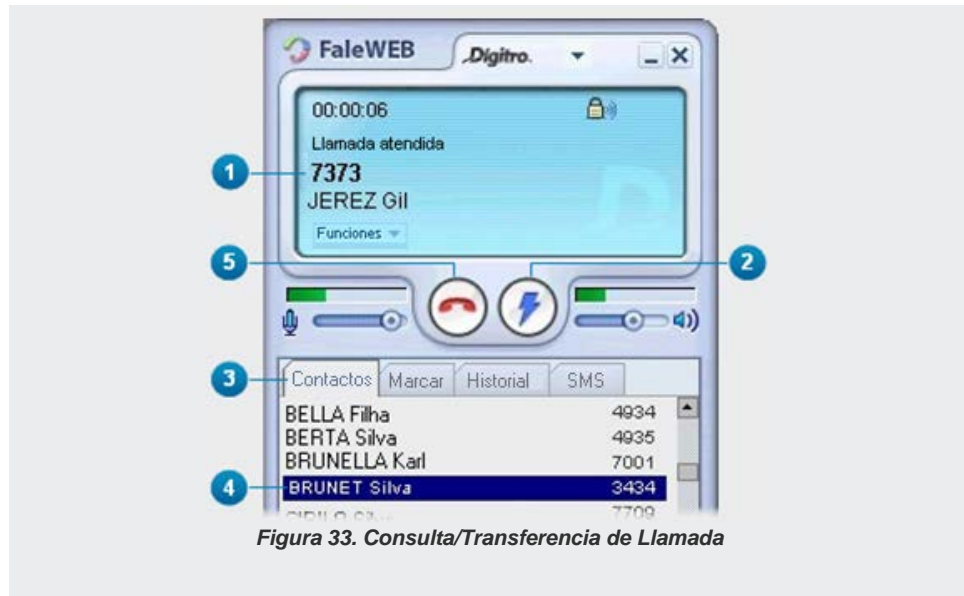 FaleWEB Dígitro.
00:00:06
Llamada atendida
1 7373
JEREZ Gil
Funciones
5 2
3 Contactos Marcar Historial SMS
BELLA Filha 4934
BERTA Silva 4935
BRUNELLA Karl 7001
4 BRUNET Silva 3434
7709
Figura 33. Consulta/Transferencia de Llamada